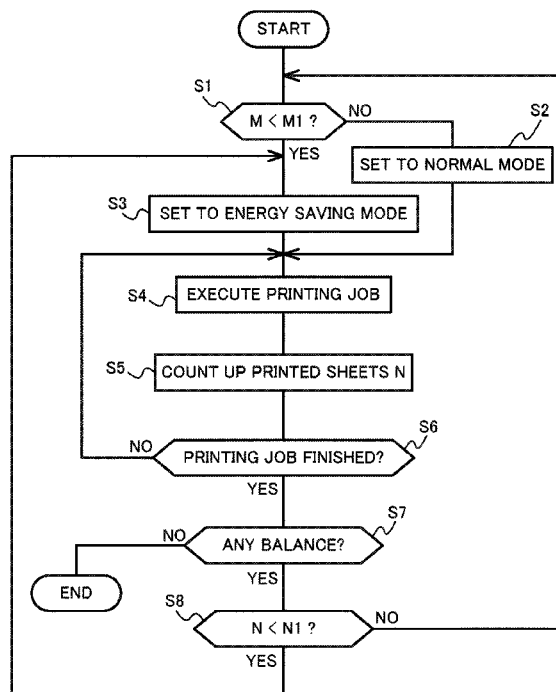 START
S1
M < M1 ?
NO
S2
YES
SET TO NORMAL MODE
S3
SET TO ENERGY SAVING MODE
S4
EXECUTE PRINTING JOB
S5
COUNT UP PRINTED SHEETS N
S6
NO
PRINTING JOB FINISHED?
YES
S7
NO
ANY BALANCE?
YES
END
S8
N < N1 ?
NO
YES